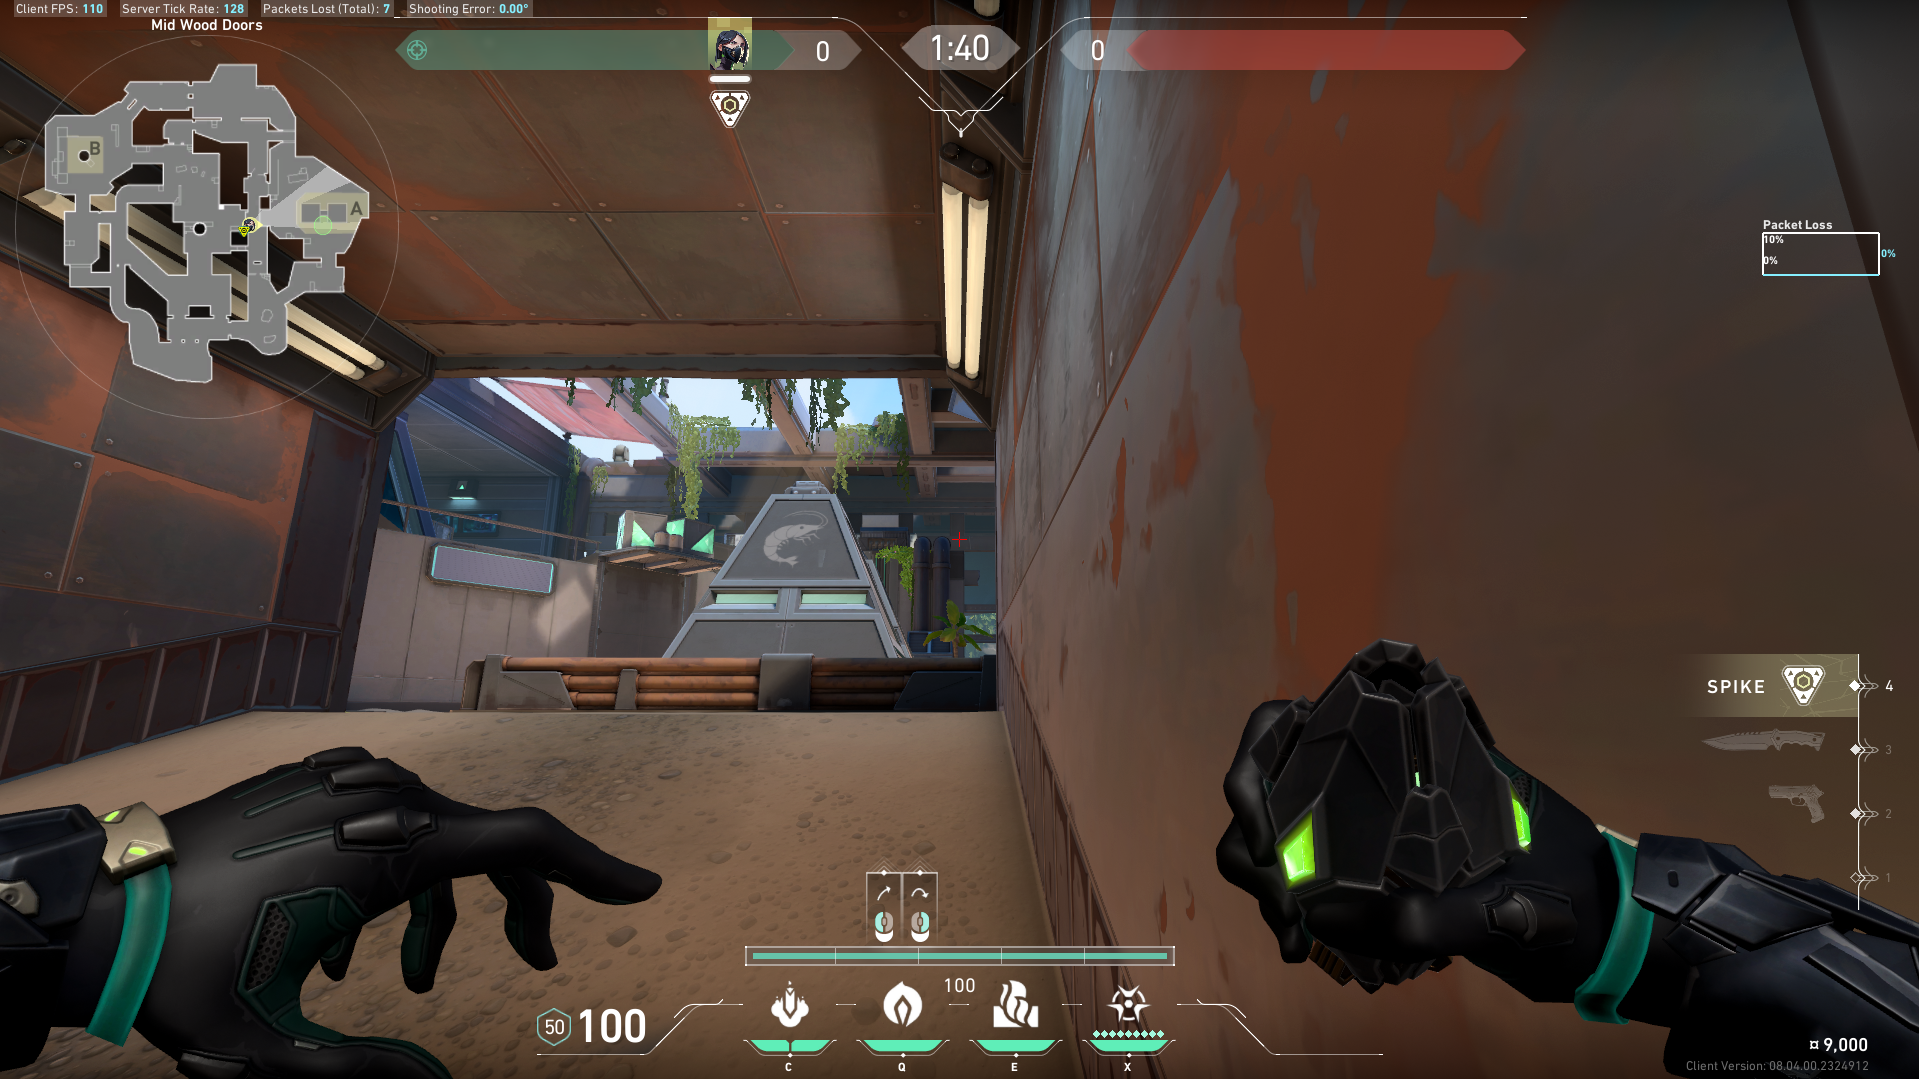 Client FPS: 110 Server Tick Rate: 128 Packets Lost (Total): 7 Shooting Error: 0.00°
Mid Wood Doors
0 1:40 0
B
A
Packet Loss
10%
0%
0%
SPIKE 4
3
2
1
100
50 100
C Q E X
¤ 9,000
Client Version: 08.04.00.2324912